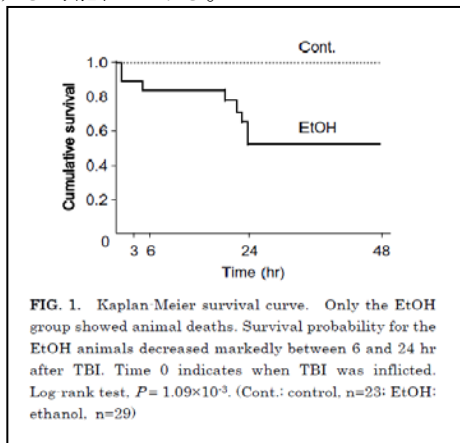 Cont.
1.0
0.8
EtOH
0.6
0.4
0.2
0
Cumulative survival
3 6 24 48
Time (hr)
FIG. 1. Kaplan-Meier survival curve. Only the EtOH
group showed animal deaths. Survival probability for the
EtOH animals decreased markedly between 6 and 24 hr
after TBI. Time 0 indicates when TBI was inflicted.
Log-rank test, P = 1.09×10⁻³. (Cont.: control, n=23; EtOH:
ethanol, n=29)